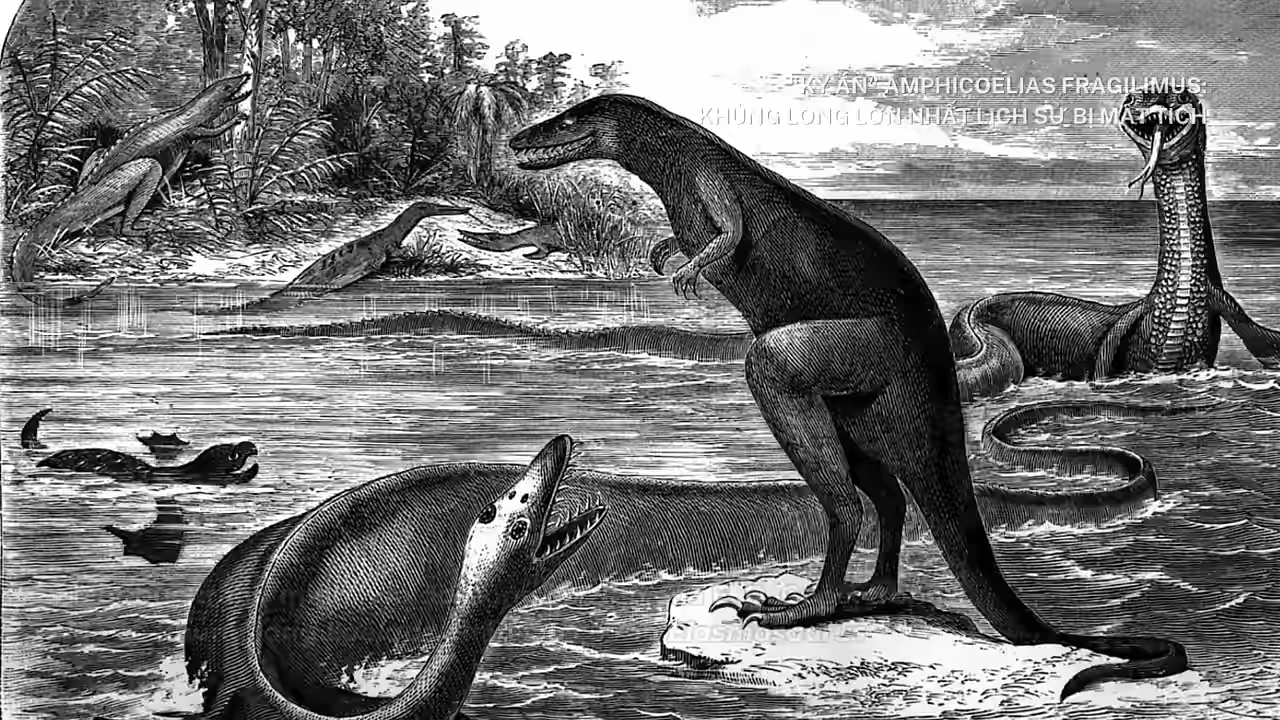 “KỲ ÁN” AMPHICOELIAS FRAGILIMUS:
KHỦNG LONG LỚN NHẤT LỊCH SỬ BỊ MẤT TÍCH